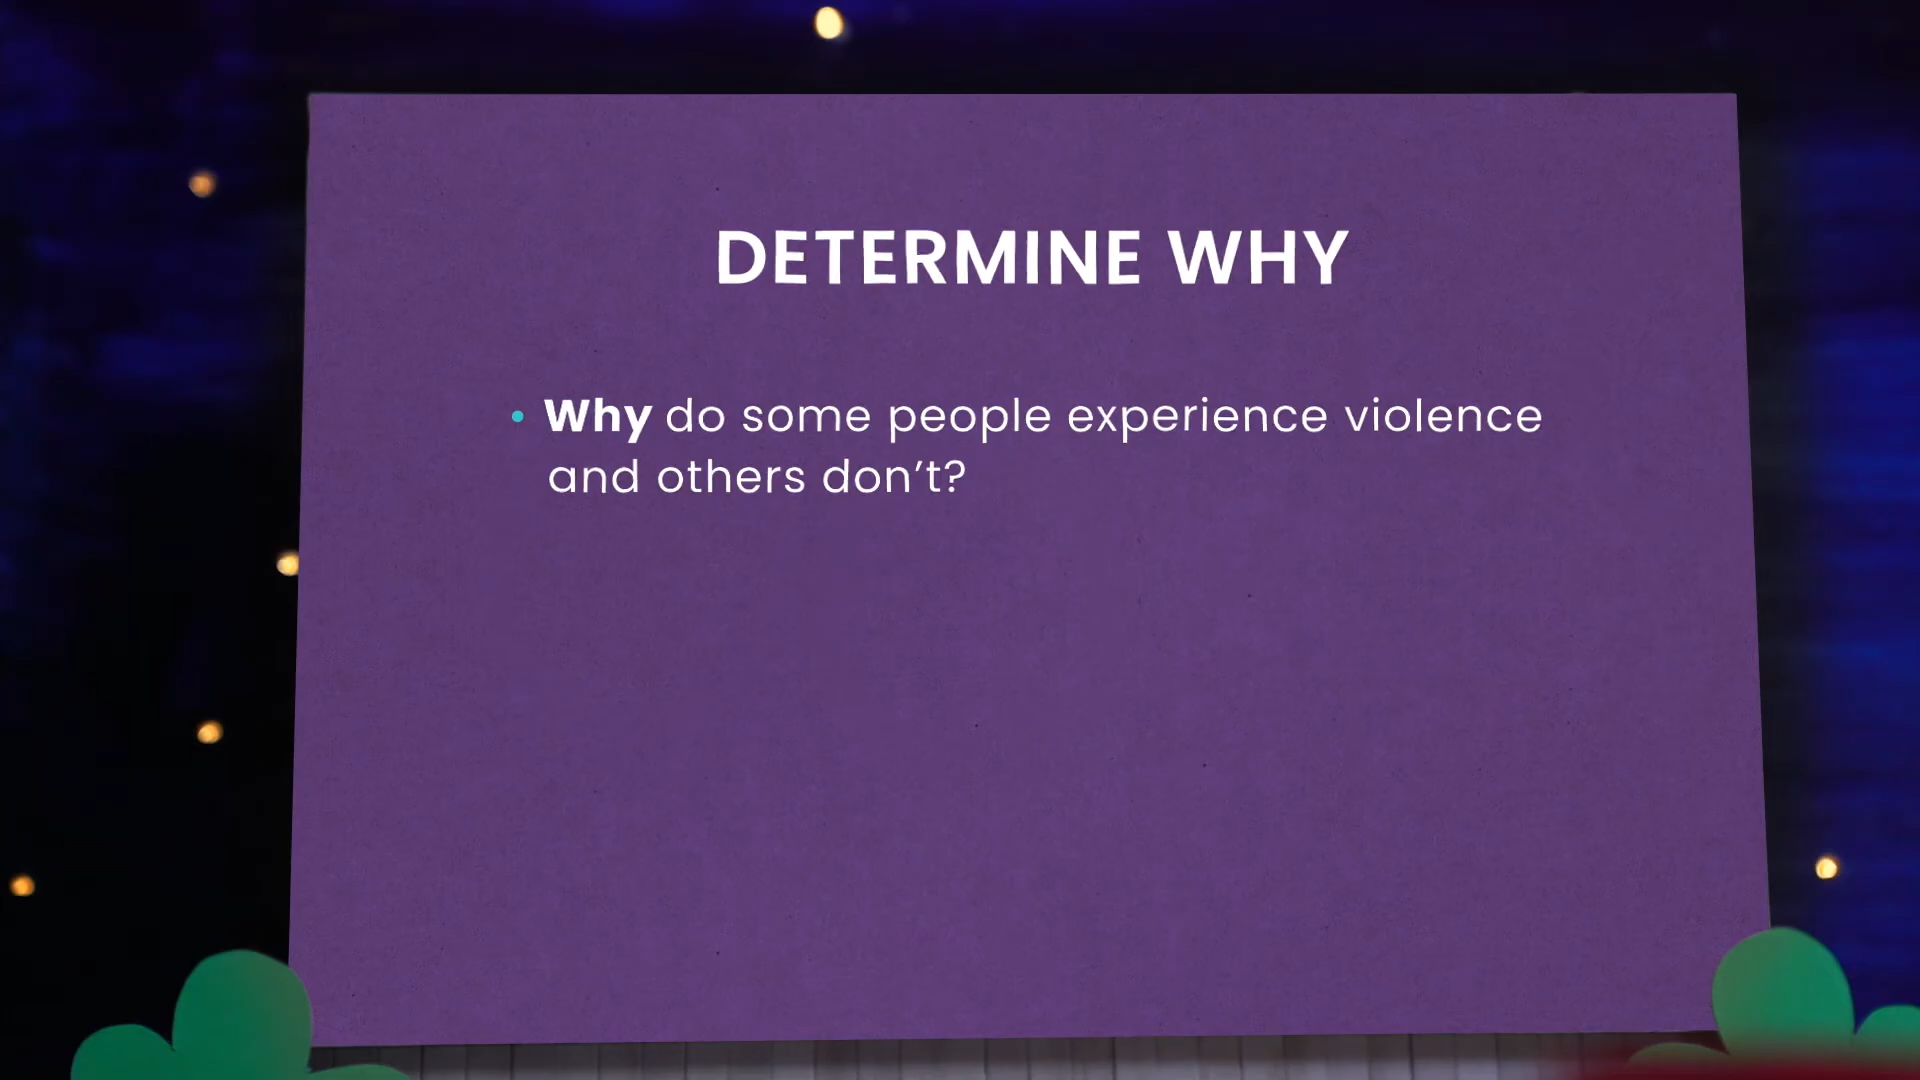 DETERMINE WHY
• Why do some people experience violence
and others don’t?